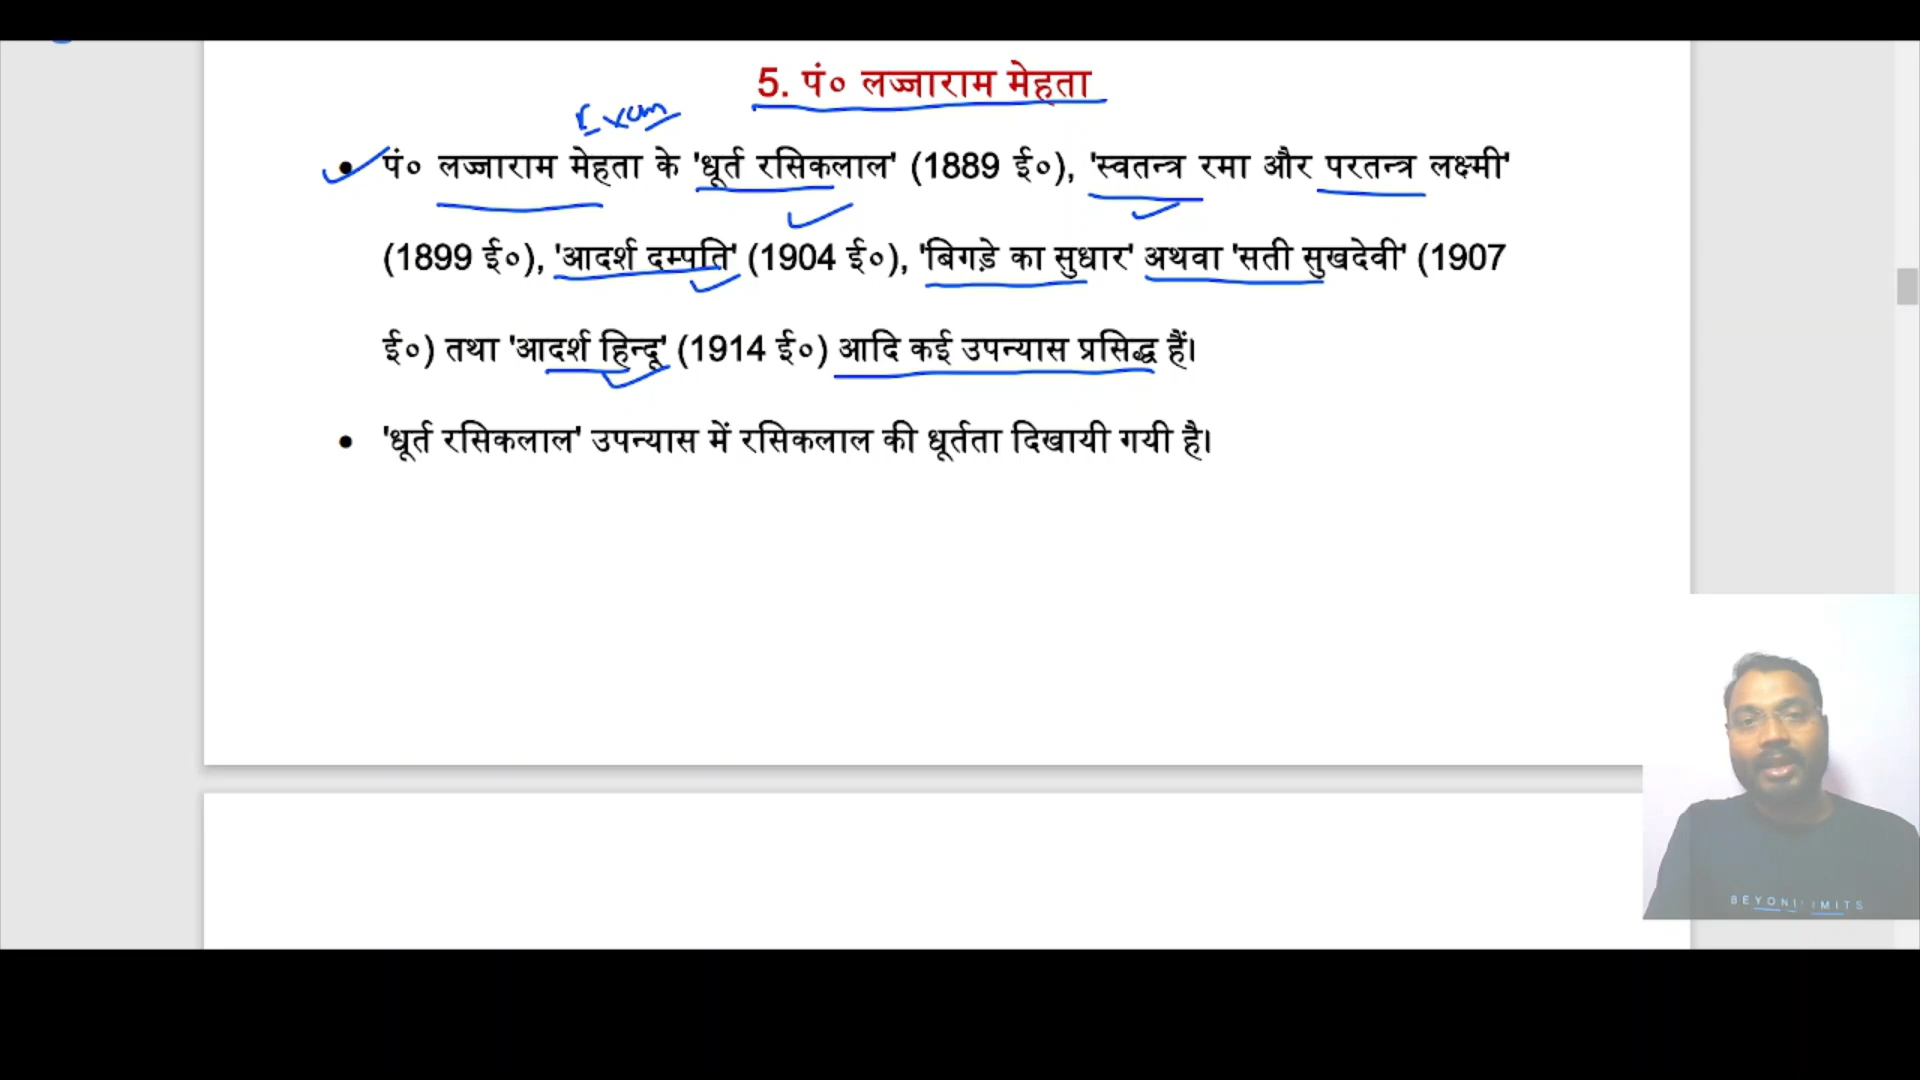 5. पं० लज्जाराम मेहता
Exam
• पं० लज्जाराम मेहता के 'धूर्त रसिकलाल' (1889 ई०), 'स्वतन्त्र रमा और परतन्त्र लक्ष्मी'
(1899 ई०), 'आदर्श दम्पति' (1904 ई०), 'बिगड़े का सुधार' अथवा 'सती सुखदेवी' (1907
ई०) तथा 'आदर्श हिन्दू' (1914 ई०) आदि कई उपन्यास प्रसिद्ध हैं।
• 'धूर्त रसिकलाल' उपन्यास में रसिकलाल की धूर्तता दिखायी गयी है।